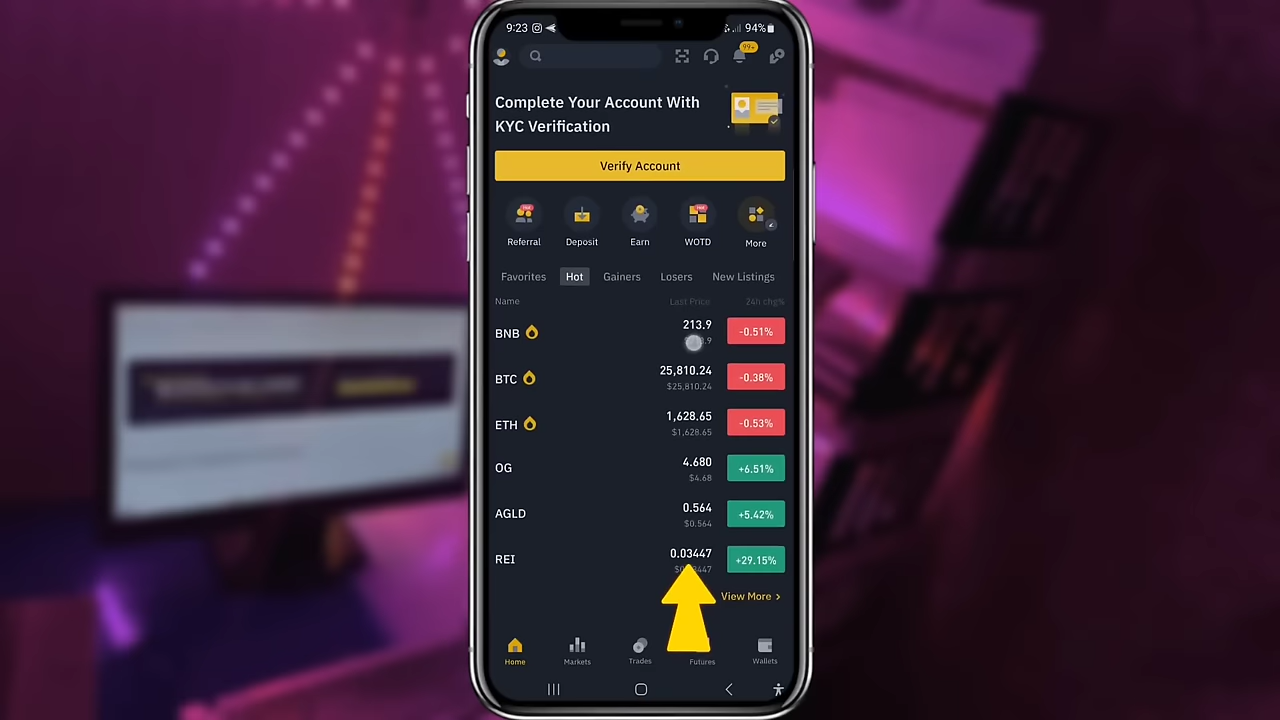 9:23
94%
99+
Complete Your Account With
KYC Verification
Verify Account
Hot
Hot
Referral
Deposit
Earn
WOTD
More
Favorites
Hot
Gainers
Losers
New Listings
Name
Last Price
24h chg%
BNB
213.9
-0.51%
BTC
25,810.24
$25,810.24
-0.38%
ETH
1,628.65
$1,628.65
-0.53%
OG
4.680
$4.68
+6.51%
AGLD
0.564
$0.564
+5.42%
REI
0.03447
+29.15%
View More >
Home
Markets
Trades
Futures
Wallets